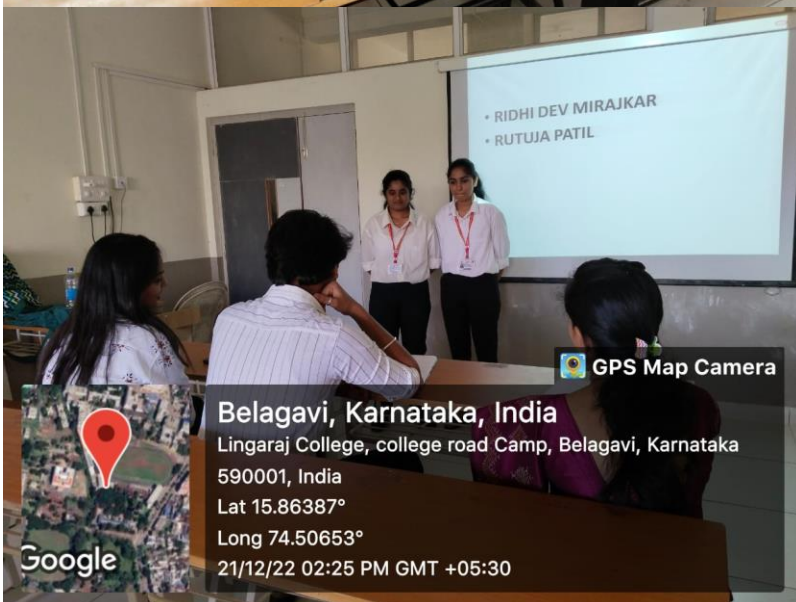 • RIDHI DEV MIRAJKAR
• RUTUJA PATIL
GPS Map Camera
Belagavi, Karnataka, India
Lingaraj College, college road Camp, Belagavi, Karnataka
590001, India
Lat 15.86387°
Long 74.50653°
21/12/22 02:25 PM GMT +05:30
Google